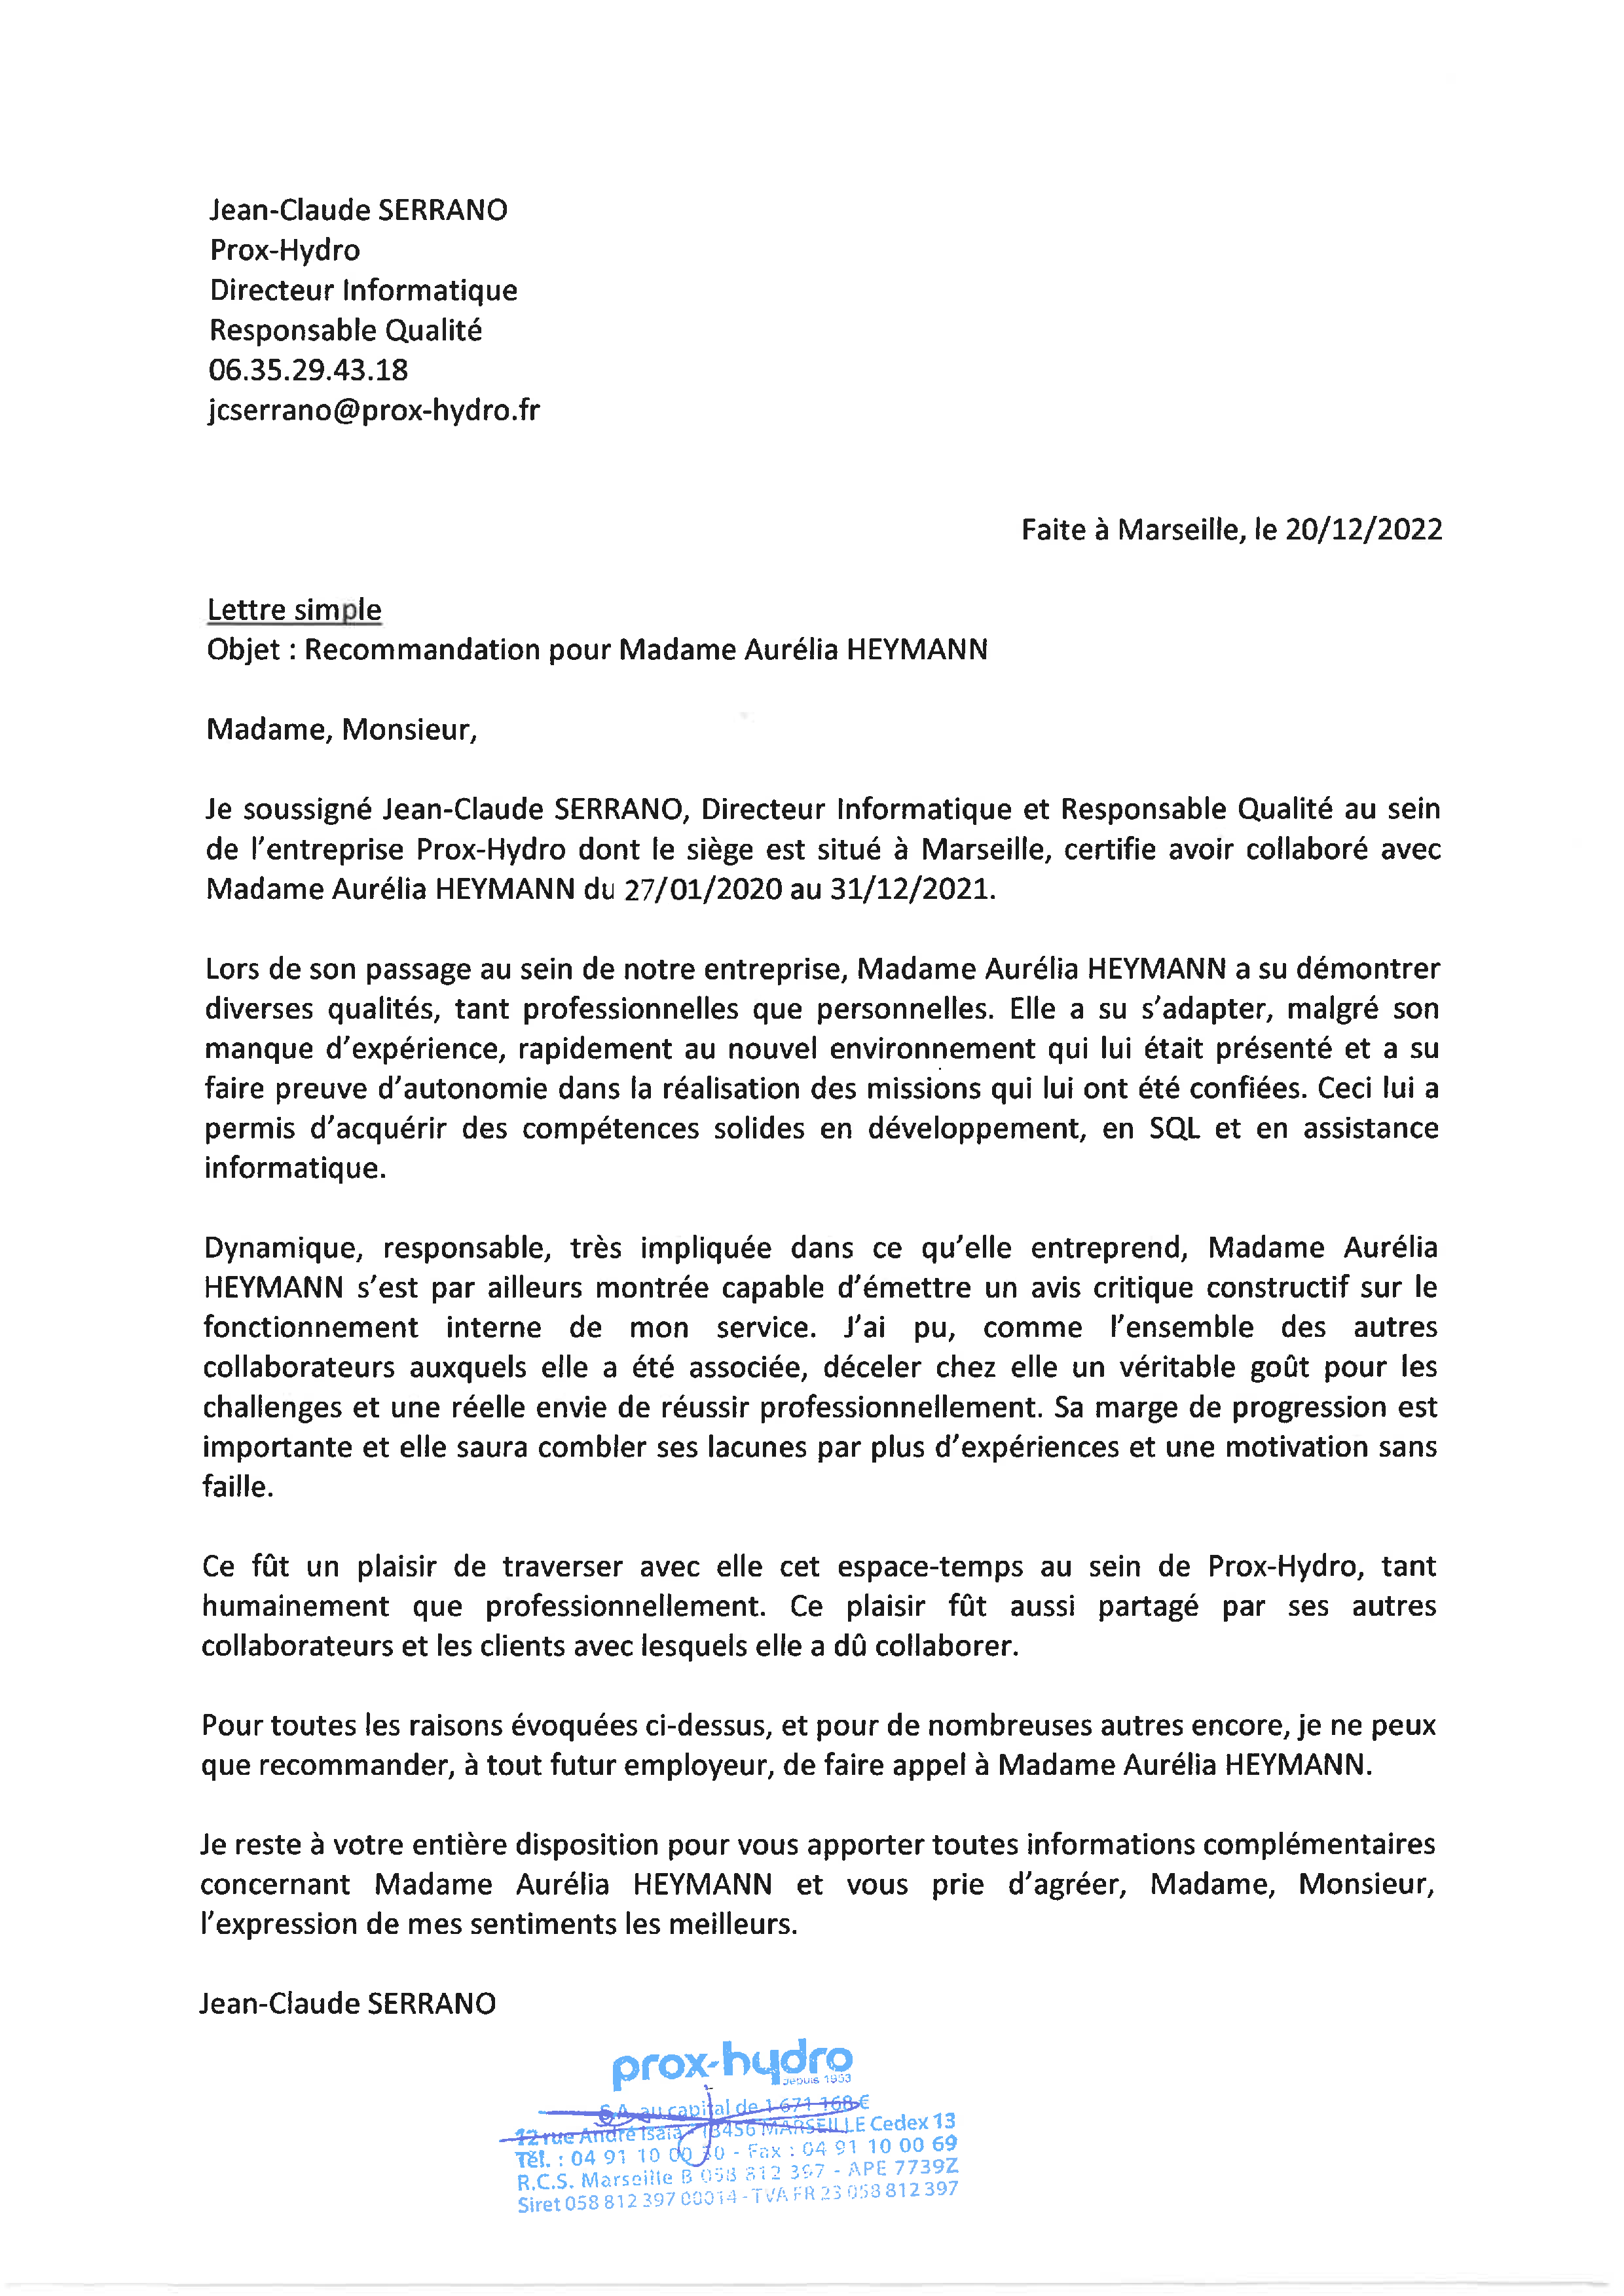 Jean-Claude SERRANO
Prox-Hydro
Directeur Informatique
Responsable Qualité
06.35.29.43.18
jcserrano@prox-hydro.fr
Faite à Marseille, le 20/12/2022
Lettre simple
Objet : Recommandation pour Madame Aurélia HEYMANN
Madame, Monsieur,
Je soussigné Jean-Claude SERRANO, Directeur Informatique et Responsable Qualité au sein
de l'entreprise Prox-Hydro dont le siège est situé à Marseille, certifie avoir collaboré avec
Madame Aurélia HEYMANN du 27/01/2020 au 31/12/2021.
Lors de son passage au sein de notre entreprise, Madame Aurélia HEYMANN a su démontrer
diverses qualités, tant professionnelles que personnelles. Elle a su s'adapter, malgré son
manque d'expérience, rapidement au nouvel environnement qui lui était présenté et a su
faire preuve d'autonomie dans la réalisation des missions qui lui ont été confiées. Ceci lui a
permis d'acquérir des compétences solides en développement, en SQL et en assistance
informatique.
Dynamique, responsable, très impliquée dans ce qu'elle entreprend, Madame Aurélia
HEYMANN s'est par ailleurs montrée capable d'émettre un avis critique constructif sur le
fonctionnement interne de mon service. J'ai pu, comme l'ensemble des autres
collaborateurs auxquels elle a été associée, déceler chez elle un véritable goût pour les
challenges et une réelle envie de réussir professionnellement. Sa marge de progression est
importante et elle saura combler ses lacunes par plus d'expériences et une motivation sans
faille.
Ce fût un plaisir de traverser avec elle cet espace-temps au sein de Prox-Hydro, tant
humainement que professionnellement. Ce plaisir fût aussi partagé par ses autres
collaborateurs et les clients avec lesquels elle a dû collaborer.
Pour toutes les raisons évoquées ci-dessus, et pour de nombreuses autres encore, je ne peux
que recommander, à tout futur employeur, de faire appel à Madame Aurélia HEYMANN.
Je reste à votre entière disposition pour vous apporter toutes informations complémentaires
concernant Madame Aurélia HEYMANN et vous prie d'agréer, Madame, Monsieur,
l'expression de mes sentiments les meilleurs.
Jean-Claude SERRANO
prox-hydro
depuis 1963
S.A. au capital de 1 671 168 €
12 rue André Isaïa - 13456 MARSEILLE Cedex 13
Tél. : 04 91 10 00 30 - Fax : 04 91 10 00 69
R.C.S. Marseille B 058 812 397 - APE 7739Z
Siret 058 812 397 00014 - TVA FR 23 058 812 397